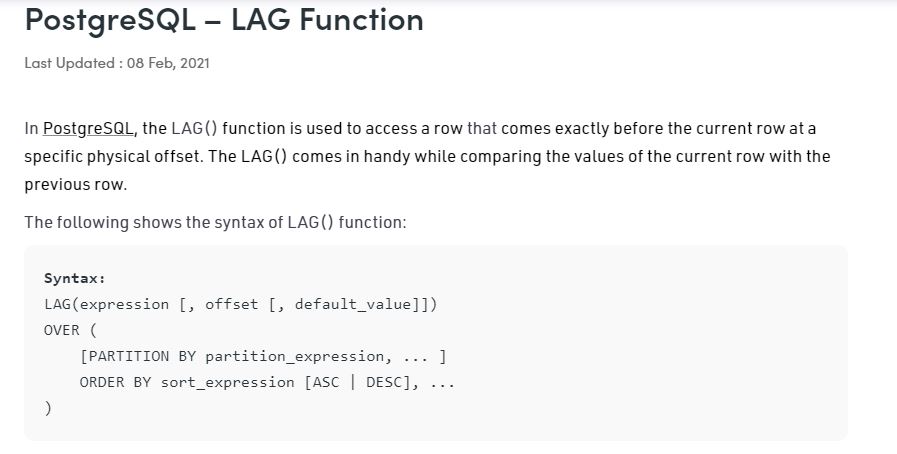 PostgreSQL – LAG Function
Last Updated : 08 Feb, 2021
In PostgreSQL, the LAG() function is used to access a row that comes exactly before the current row at a
specific physical offset. The LAG() comes in handy while comparing the values of the current row with the
previous row.
The following shows the syntax of LAG() function:
Syntax:
LAG(expression [, offset [, default_value]])
OVER (
    [PARTITION BY partition_expression, ... ]
    ORDER BY sort_expression [ASC | DESC], ...
)